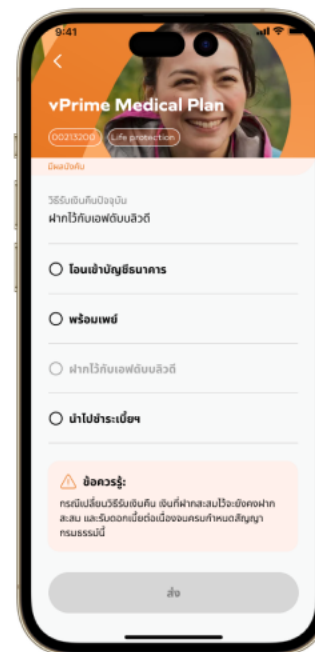 9:41
vPrime Medical Plan
00213200 Life protection
มีผลบังคับ
วิธีรับเงินคืนปัจจุบัน
ฝากไว้กับเอฟดับบลิวดี
โอนเข้าบัญชีธนาคาร
พร้อมเพย์
ฝากไว้กับเอฟดับบลิวดี
นำไปชำระเบี้ยฯ
ข้อควรรู้:
กรณีเปลี่ยนวิธีรับเงินคืน เงินที่ฝากสะสมไว้จะยังคงฝาก
สะสม และรับดอกเบี้ยต่อเนื่องจนครบกำหนดสัญญา
กรมธรรม์นี้
ส่ง